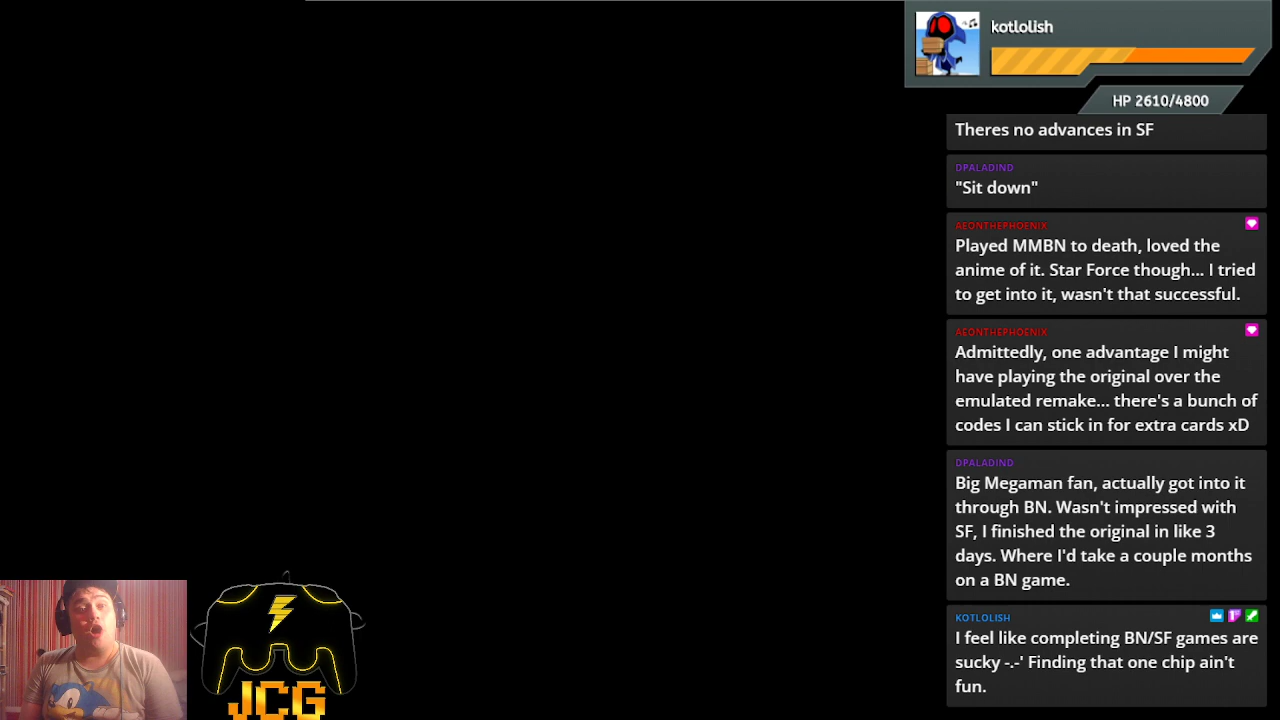 kotlolish
HP 2610/4800
Theres no advances in SF
DPALADIND
"Sit down"
AEONTHEPHOENIX
Played MMBN to death, loved the
anime of it. Star Force though... I tried
to get into it, wasn't that successful.
AEONTHEPHOENIX
Admittedly, one advantage I might
have playing the original over the
emulated remake... there's a bunch of
codes I can stick in for extra cards xD
DPALADIND
Big Megaman fan, actually got into it
through BN. Wasn't impressed with
SF, I finished the original in like 3
days. Where I'd take a couple months
on a BN game.
KOTLOLISH
I feel like completing BN/SF games are
sucky -.-' Finding that one chip ain't
fun.
JCG